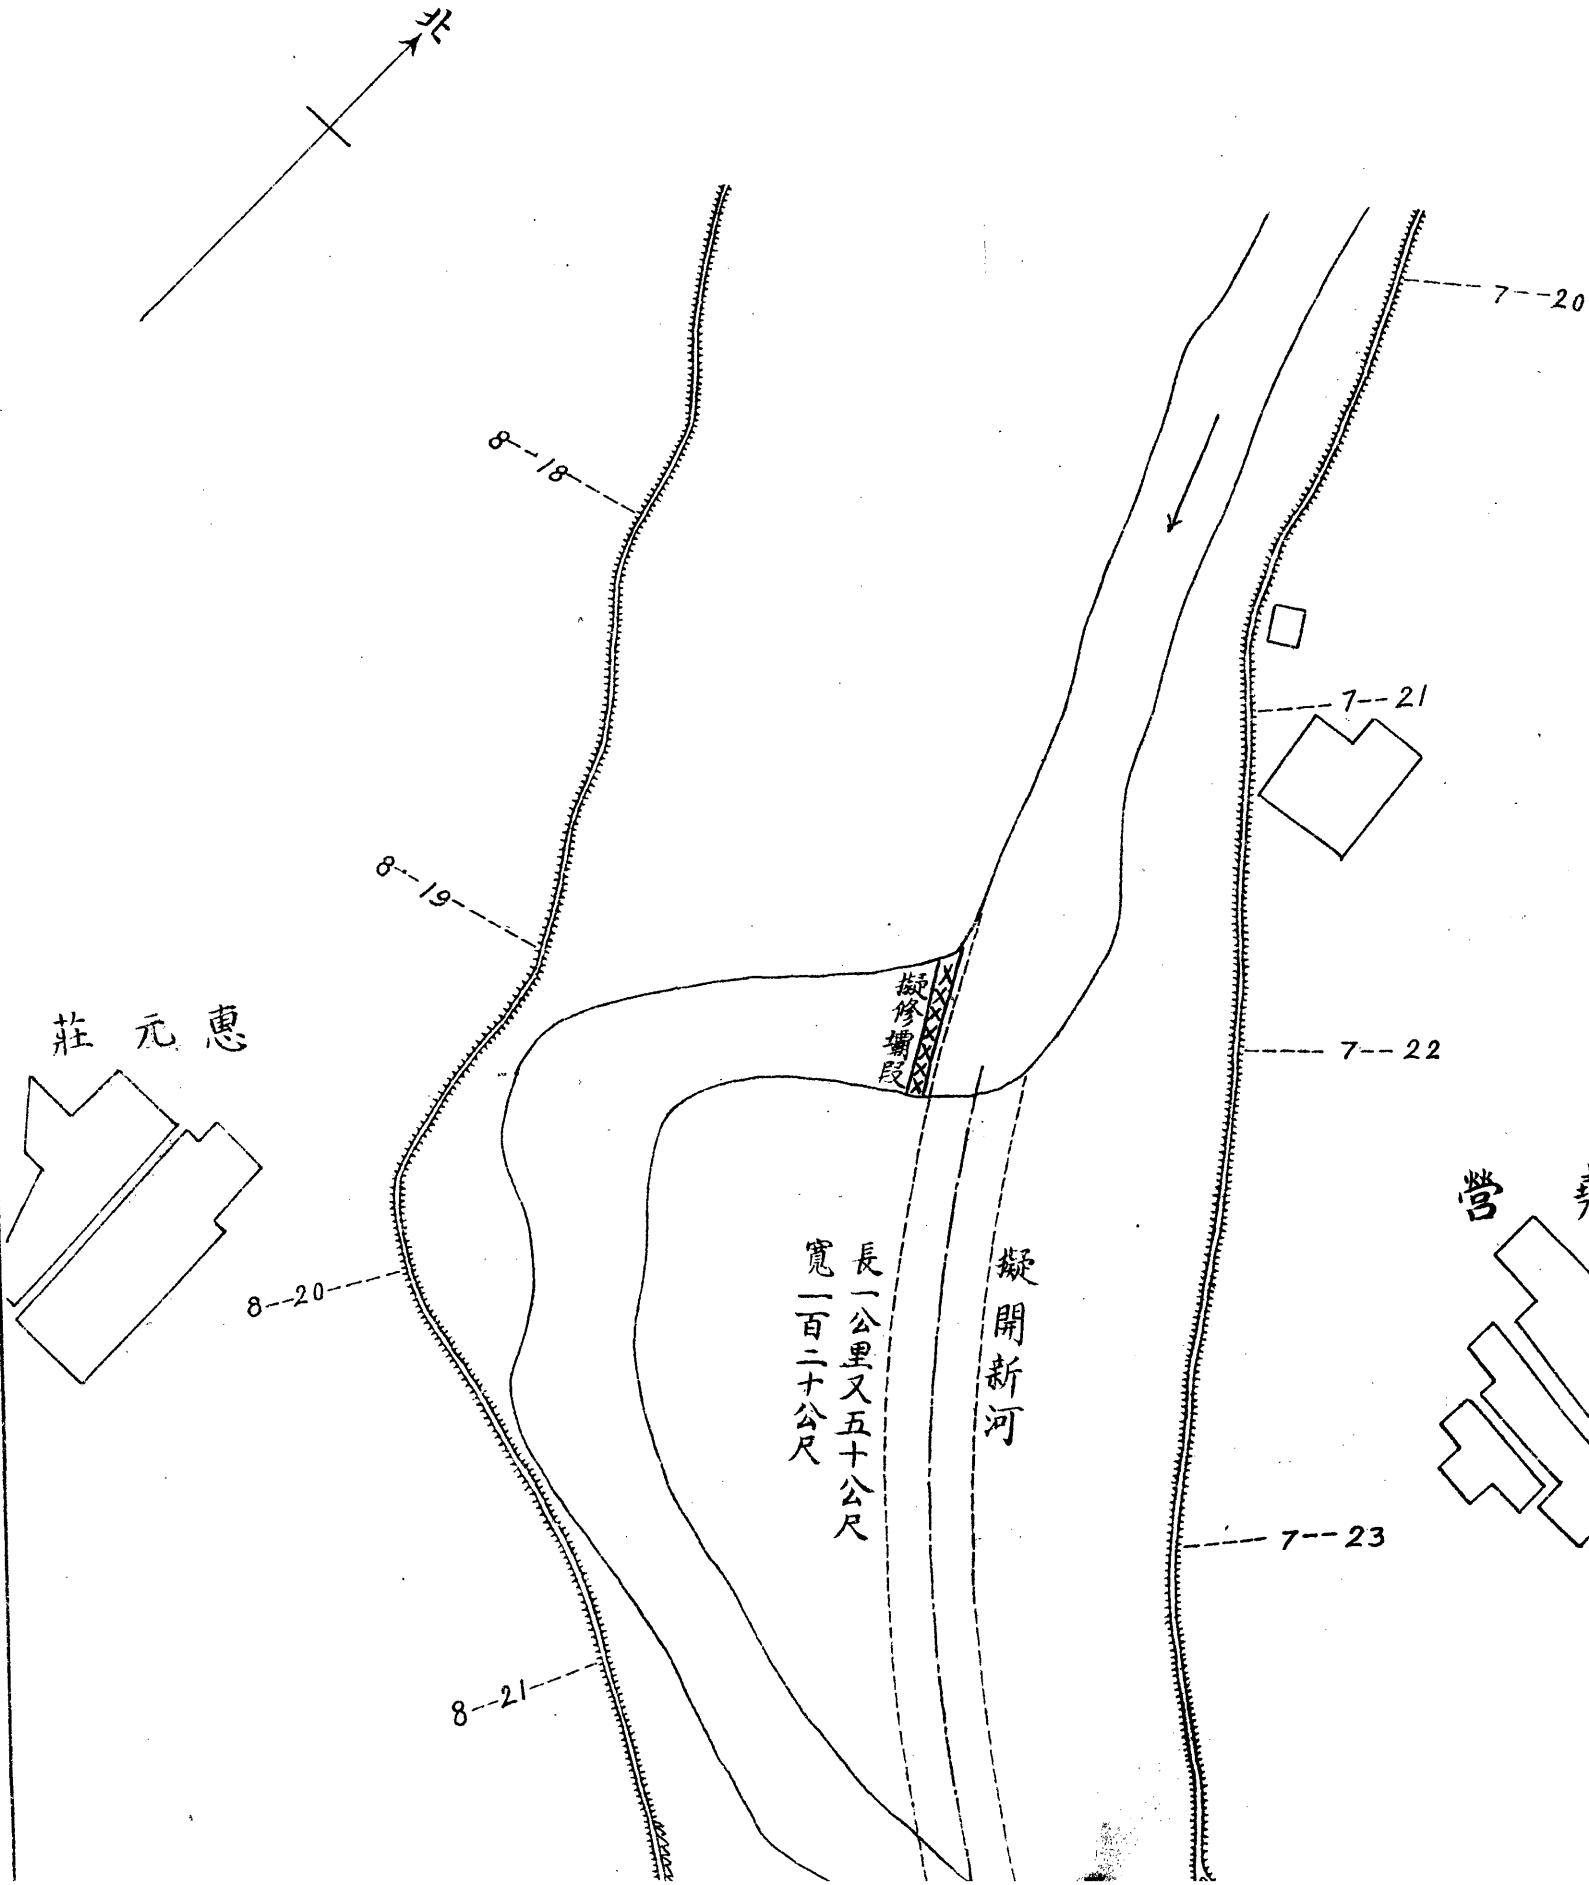 北
7--20
8--18
7--21
8--19
擬修壩段
惠元莊
7--22
營
8--20
擬開新河
長一公里又五十公尺
寬一百二十公尺
7--23
8--21